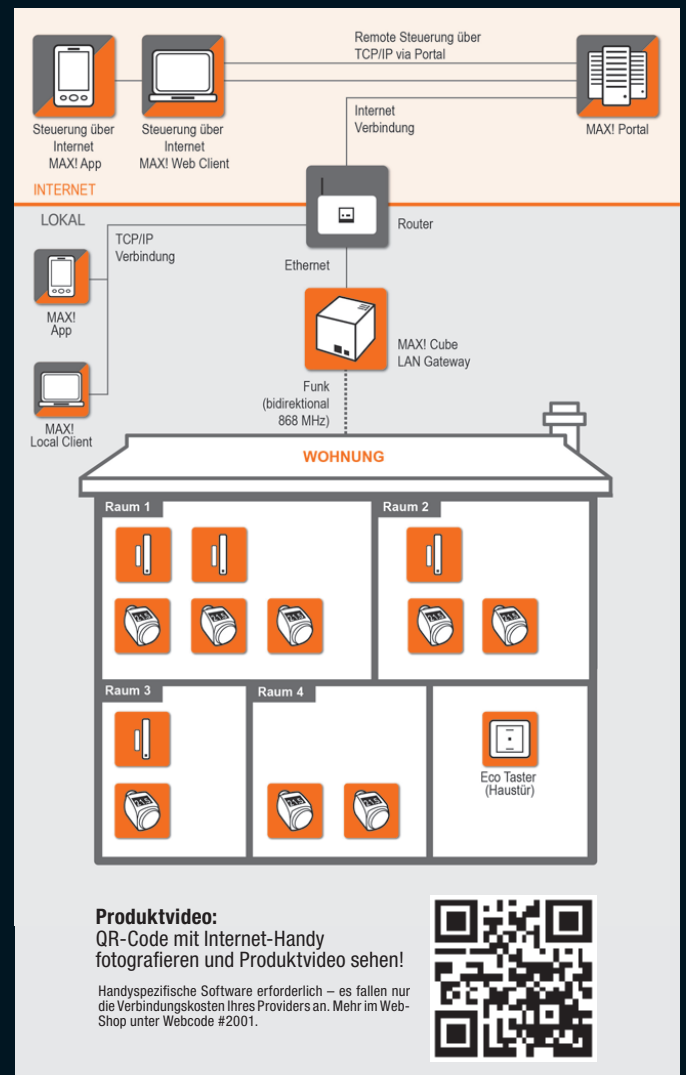 Remote Steuerung über
TCP/IP via Portal
Steuerung über
Internet
MAX! App
Steuerung über
Internet
MAX! Web Client
Internet
Verbindung
MAX! Portal
INTERNET
LOKAL
TCP/IP
Verbindung
Router
Ethernet
MAX!
App
MAX! Cube
LAN Gateway
Funk
(bidirektional
868 MHz)
MAX!
Local Client
WOHNUNG
Raum 1
Raum 2
Raum 3
Raum 4
Eco Taster
(Haustür)
Produktvideo:
QR-Code mit Internet-Handy
fotografieren und Produktvideo sehen!
Handyspezifische Software erforderlich – es fallen nur
die Verbindungskosten Ihres Providers an. Mehr im Web-
Shop unter Webcode #2001.